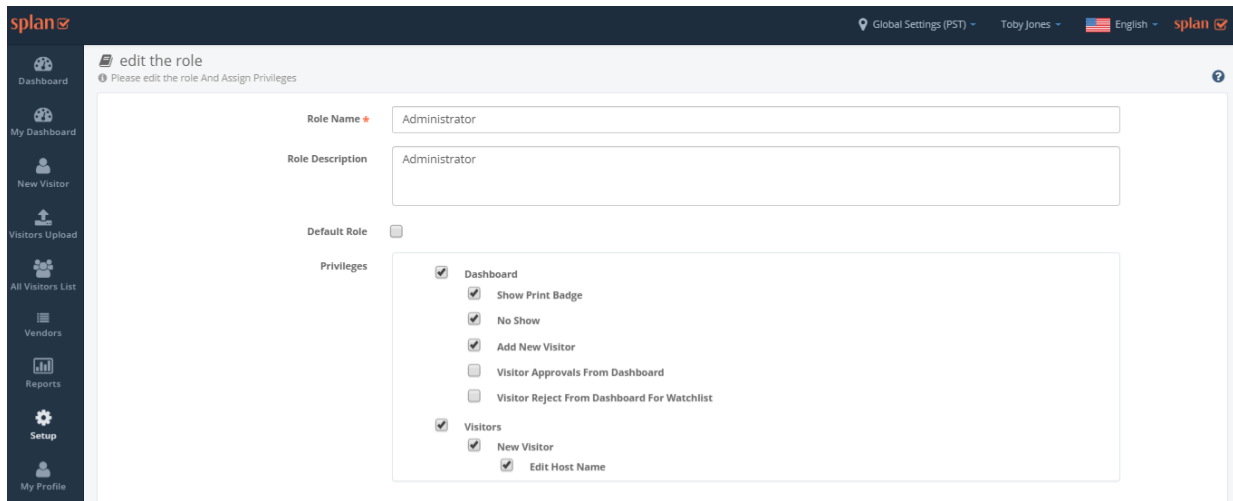 splan
Global Settings (PST)
Toby Jones
English
splan
Dashboard
My Dashboard
New Visitor
Visitors Upload
All Visitors List
Vendors
Reports
Setup
My Profile
edit the role
Please edit the role And Assign Privileges
Role Name *
Administrator
Role Description
Administrator
Default Role
Privileges
Dashboard
Show Print Badge
No Show
Add New Visitor
Visitor Approvals From Dashboard
Visitor Reject From Dashboard For Watchlist
Visitors
New Visitor
Edit Host Name